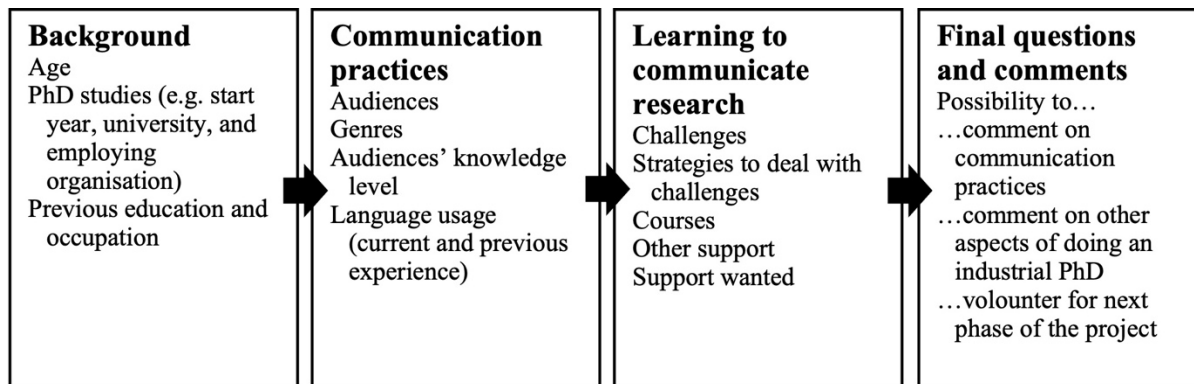 Background
Age
PhD studies (e.g. start
year, university, and
employing
organisation)
Previous education and
occupation
Communication
practices
Audiences
Genres
Audiences’ knowledge
level
Language usage
(current and previous
experience)
Learning to
communicate
research
Challenges
Strategies to deal with
challenges
Courses
Other support
Support wanted
Final questions
and comments
Possibility to…
…comment on
communication
practices
…comment on other
aspects of doing an
industrial PhD
…volounter for next
phase of the project